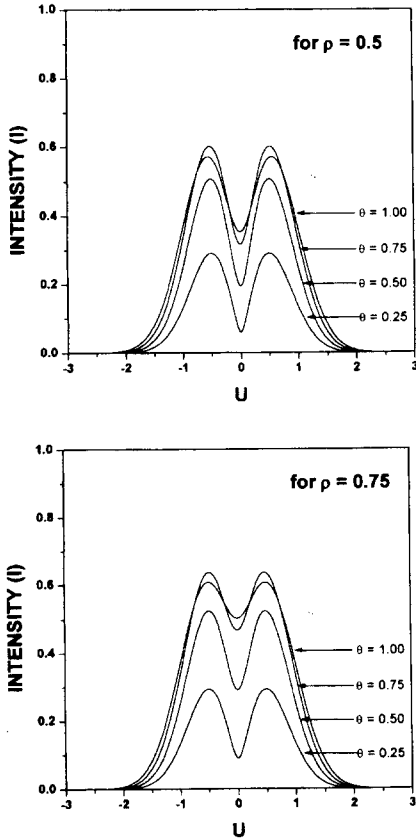 1.0
for ρ = 0.5
0.8
0.6
INTENSITY (I)
0.4
θ = 1.00
θ = 0.75
0.2
θ = 0.50
θ = 0.25
0.0
-3 -2 -1 0 1 2 3
U
1.0
for ρ = 0.75
0.8
0.6
INTENSITY (I)
0.4
θ = 1.00
θ = 0.75
0.2
θ = 0.50
θ = 0.25
0.0
-3 -2 -1 0 1 2 3
U